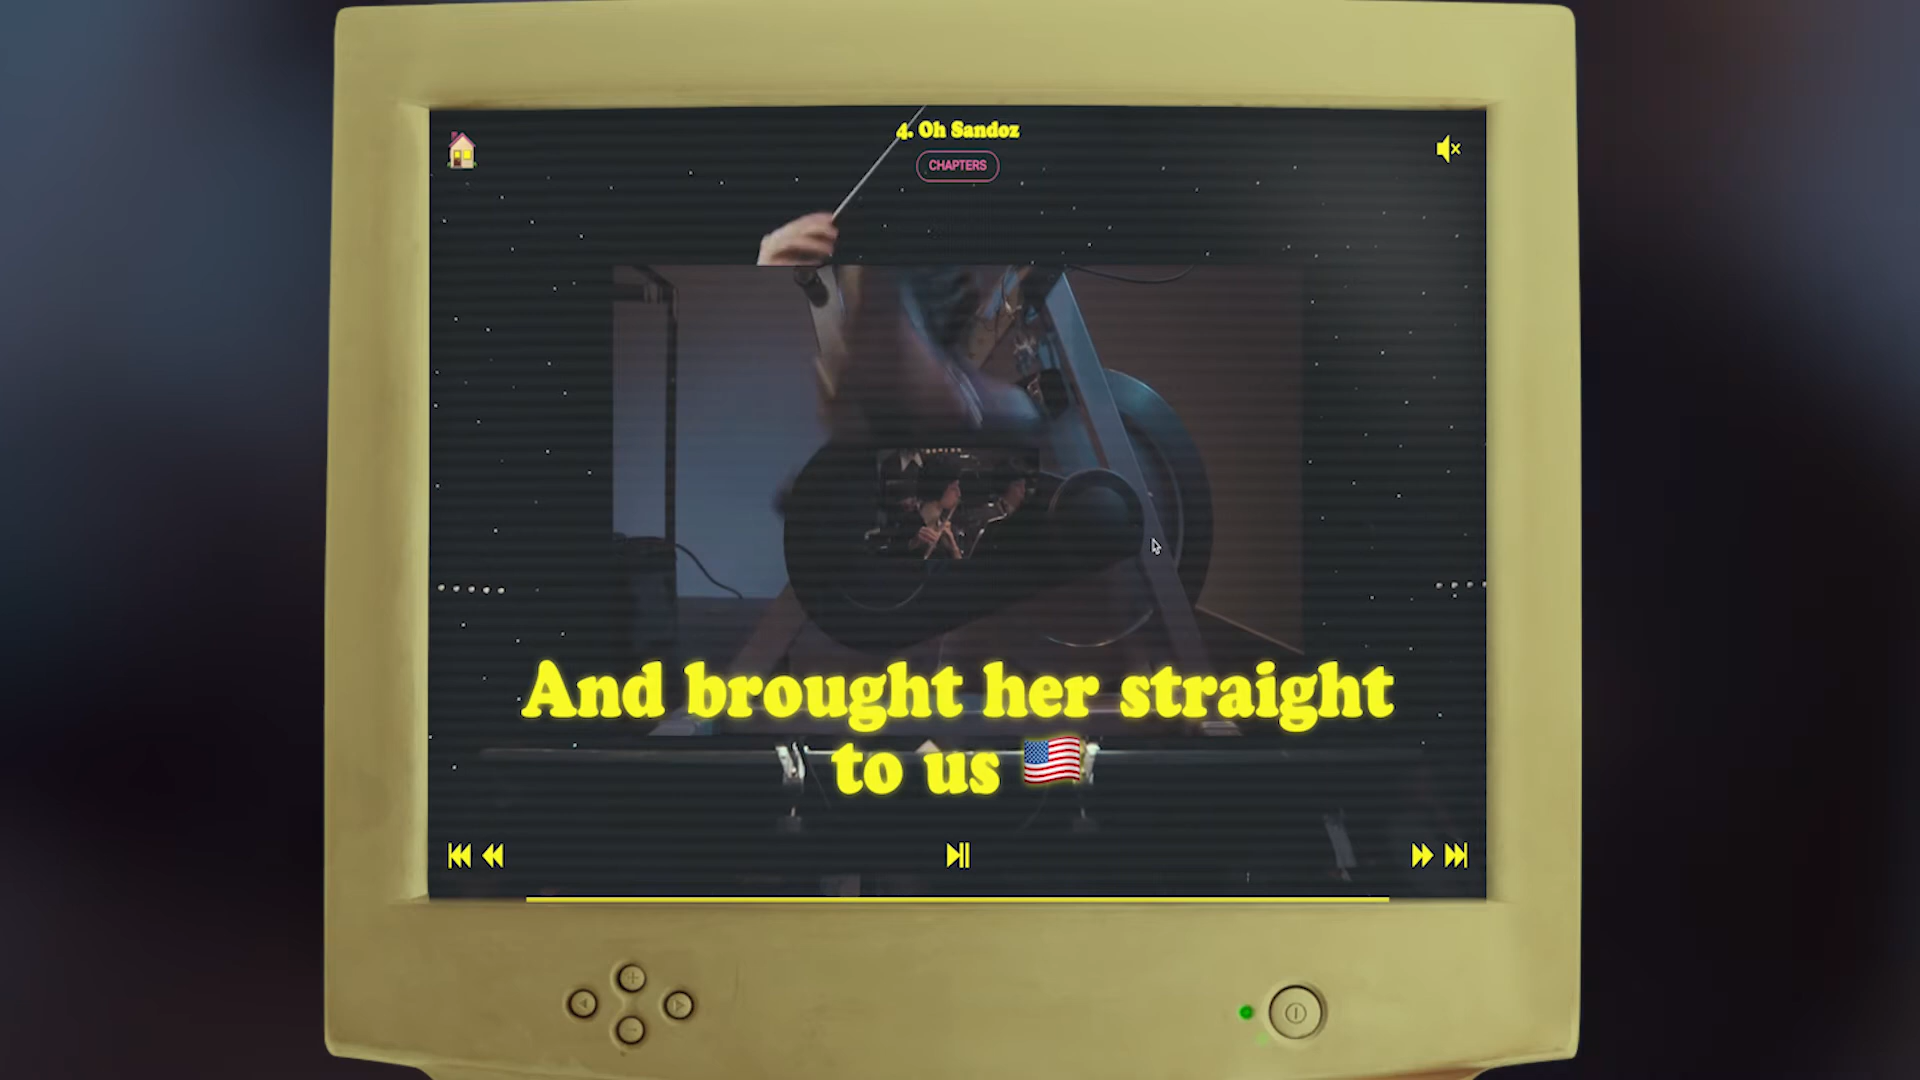 4. Oh Sandoz
CHAPTERS
And brought her straight
to us 🇺🇸